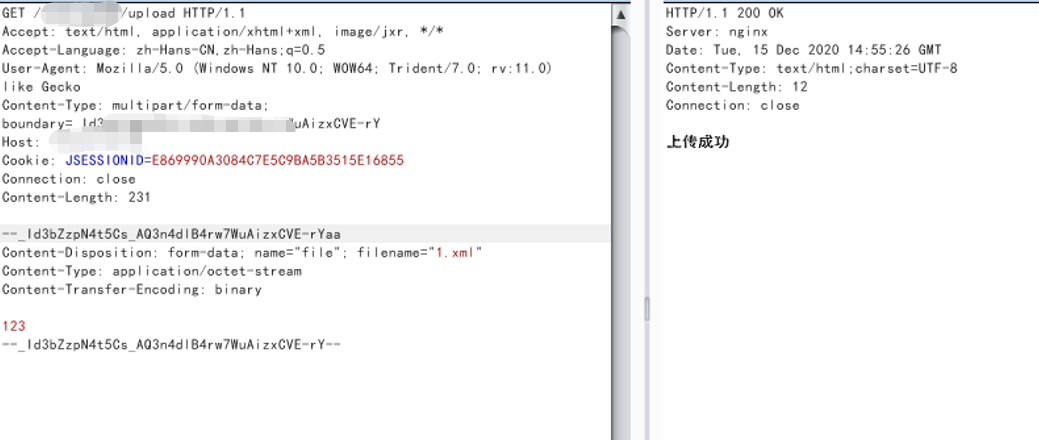 GET /
/upload HTTP/1.1
Accept: text/html, application/xhtml+xml, image/jxr, */*
Accept-Language: zh-Hans-CN,zh-Hans;q=0.5
User-Agent: Mozilla/5.0 (Windows NT 10.0; WOW64; Trident/7.0; rv:11.0)
like Gecko
Content-Type: multipart/form-data;
boundary=_Id3 uAizxCVE-rY
Host:
Cookie: JSESSIONID=E869990A3084C7E5C9BA5B3515E16855
Connection: close
Content-Length: 231
--_Id3bZzpN4t5Cs_AQ3n4dlB4rw7WuAizxCVE-rYaa
Content-Disposition: form-data; name="file"; filename="1.xml"
Content-Type: application/octet-stream
Content-Transfer-Encoding: binary
123
--_Id3bZzpN4t5Cs_AQ3n4dlB4rw7WuAizxCVE-rY--
HTTP/1.1 200 OK
Server: nginx
Date: Tue, 15 Dec 2020 14:55:26 GMT
Content-Type: text/html;charset=UTF-8
Content-Length: 12
Connection: close
上传成功